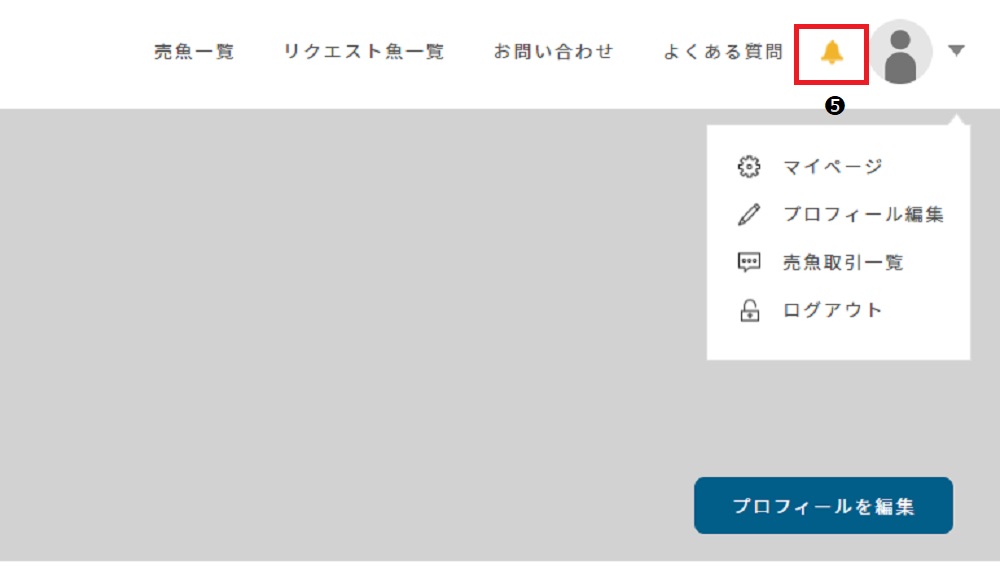 売魚一覧 リクエスト魚一覧 お問い合わせ よくある質問
❺
マイページ
プロフィール編集
売魚取引一覧
ログアウト
プロフィールを編集